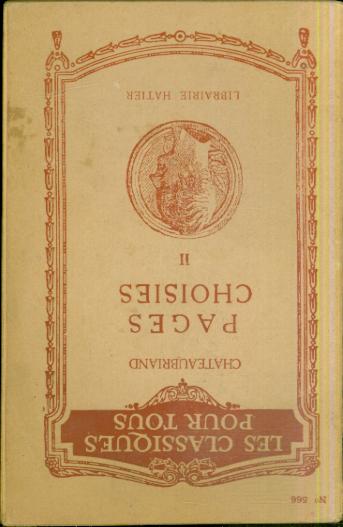 N° 566
LES CLASSIQUES
POUR TOUS
CHATEAUBRIAND
PAGES
CHOISIES
II
LIBRAIRIE HATIER